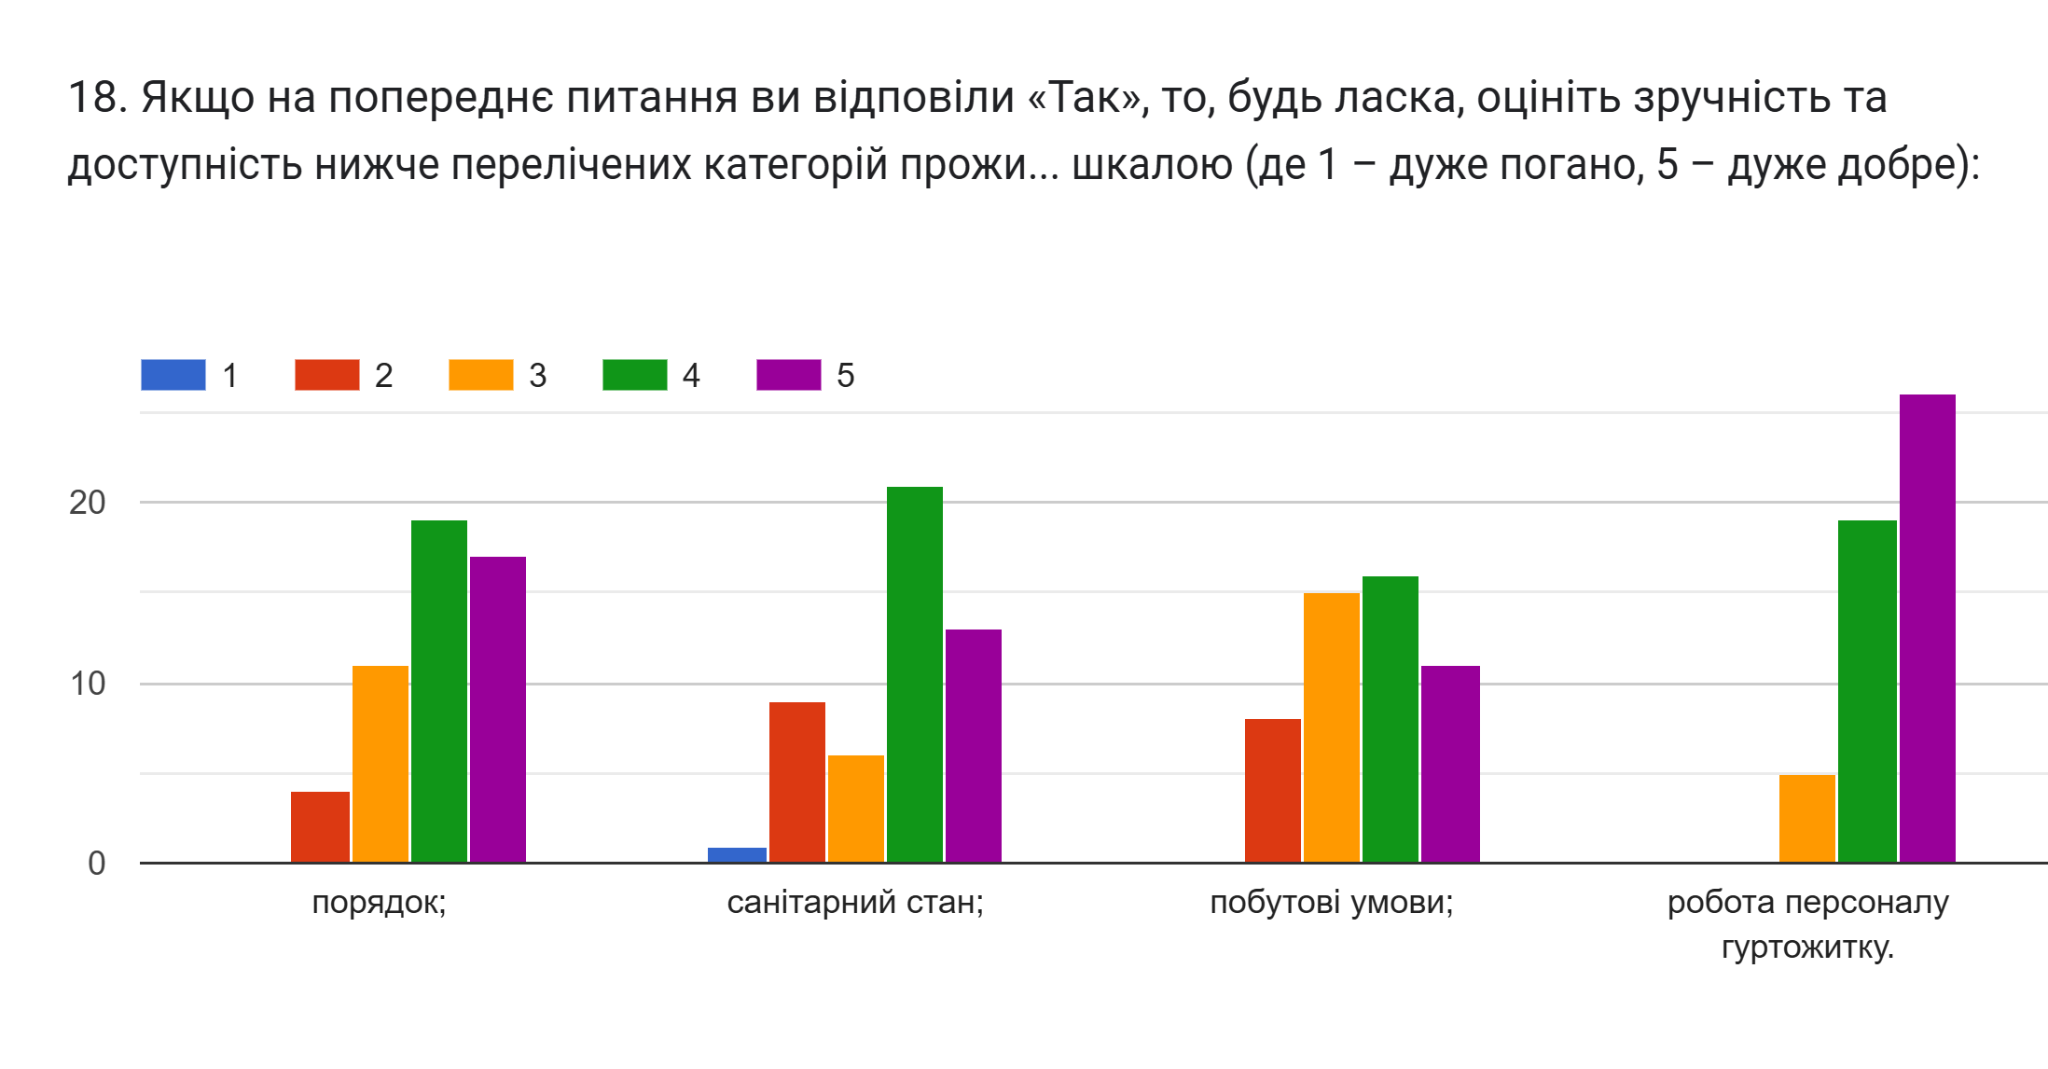 18. Якщо на попереднє питання ви відповіли «Так», то, будь ласка, оцініть зручність та
доступність нижче перелічених категорій прожи... шкалою (де 1 – дуже погано, 5 – дуже добре):
1 2 3 4 5
20
10
0
порядок; санітарний стан; побутові умови; робота персоналу
гуртожитку.